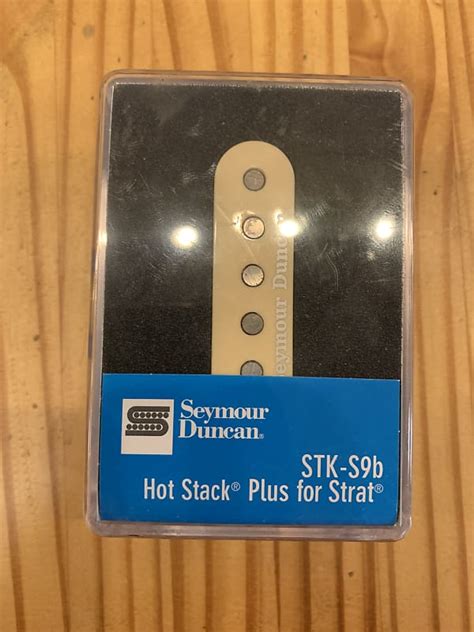 Seymour Duncan
Seymour
Duncan®
STK-S9b
Hot Stack® Plus for Strat®